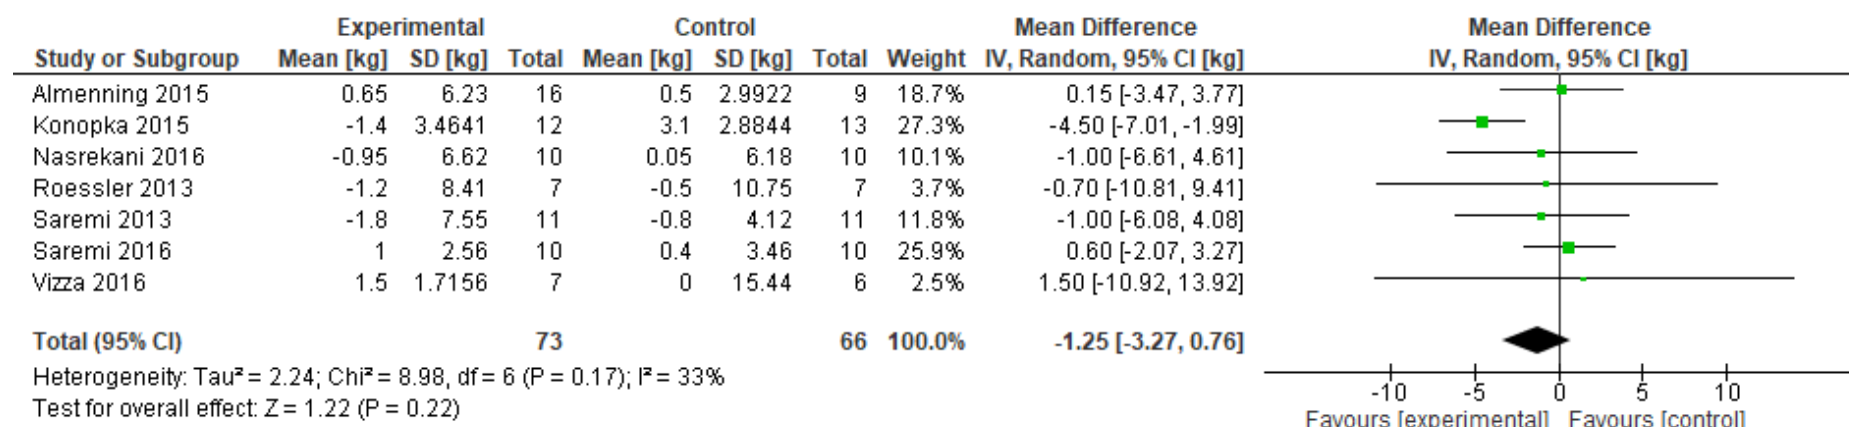 Experimental Control Mean Difference Mean Difference
Study or Subgroup Mean [kg] SD [kg] Total Mean [kg] SD [kg] Total Weight IV, Random, 95% CI [kg] IV, Random, 95% CI [kg]
Almenning 2015 0.65 6.23 16 0.5 2.9922 9 18.7% 0.15 [-3.47, 3.77]
Konopka 2015 -1.4 3.4641 12 3.1 2.8844 13 27.3% -4.50 [-7.01, -1.99]
Nasrekani 2016 -0.95 6.62 10 0.05 6.18 10 10.1% -1.00 [-6.61, 4.61]
Roessler 2013 -1.2 8.41 7 -0.5 10.75 7 3.7% -0.70 [-10.81, 9.41]
Saremi 2013 -1.8 7.55 11 -0.8 4.12 11 11.8% -1.00 [-6.08, 4.08]
Saremi 2016 1 2.56 10 0.4 3.46 10 25.9% 0.60 [-2.07, 3.27]
Vizza 2016 1.5 1.7156 7 0 15.44 6 2.5% 1.50 [-10.92, 13.92]
Total (95% CI) 73 66 100.0% -1.25 [-3.27, 0.76]
Heterogeneity: Tau² = 2.24; Chi² = 8.98, df = 6 (P = 0.17); I² = 33%
Test for overall effect: Z = 1.22 (P = 0.22)
-10 -5 0 5 10
Favours [experimental] Favours [control]